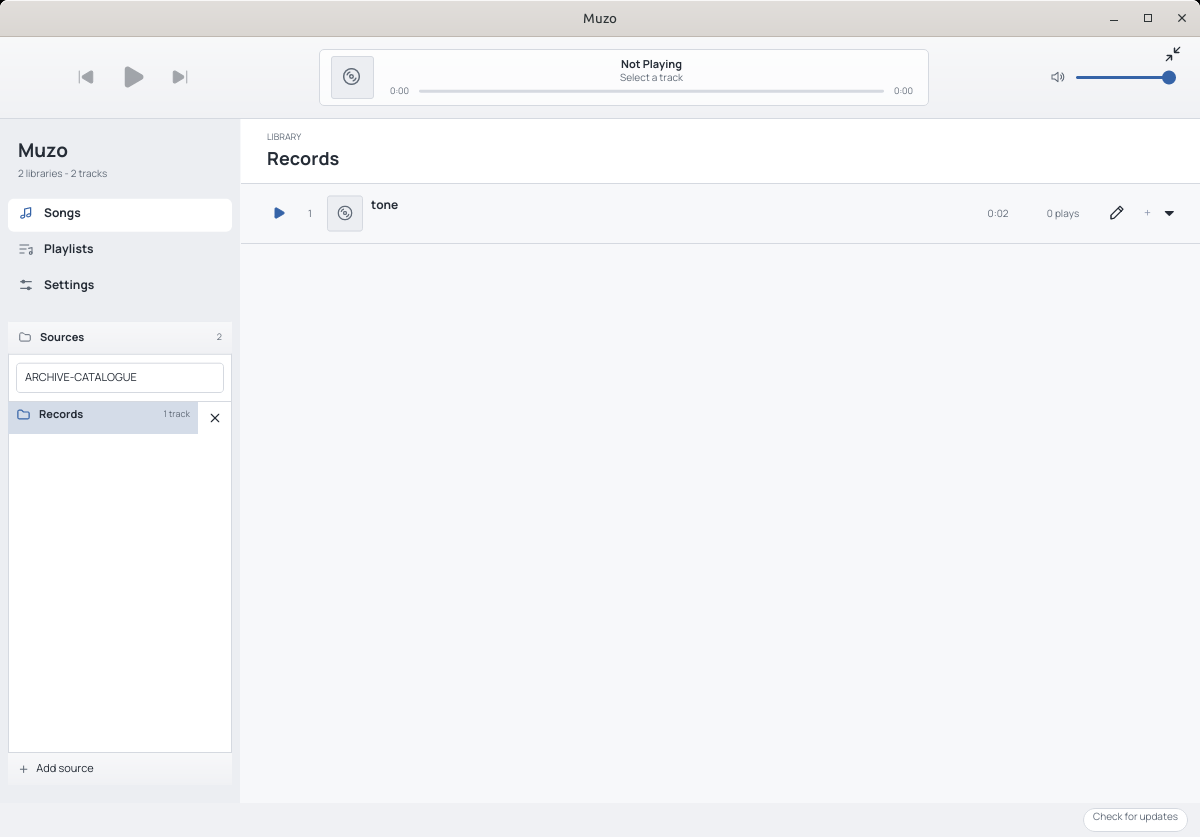 Muzo
Not Playing
Select a track
0:00
0:00
Muzo
2 libraries - 2 tracks
Songs
Playlists
Settings
Sources
2
ARCHIVE-CATALOGUE
Records
1 track
Add source
LIBRARY
Records
1
tone
0:02
0 plays
Check for updates